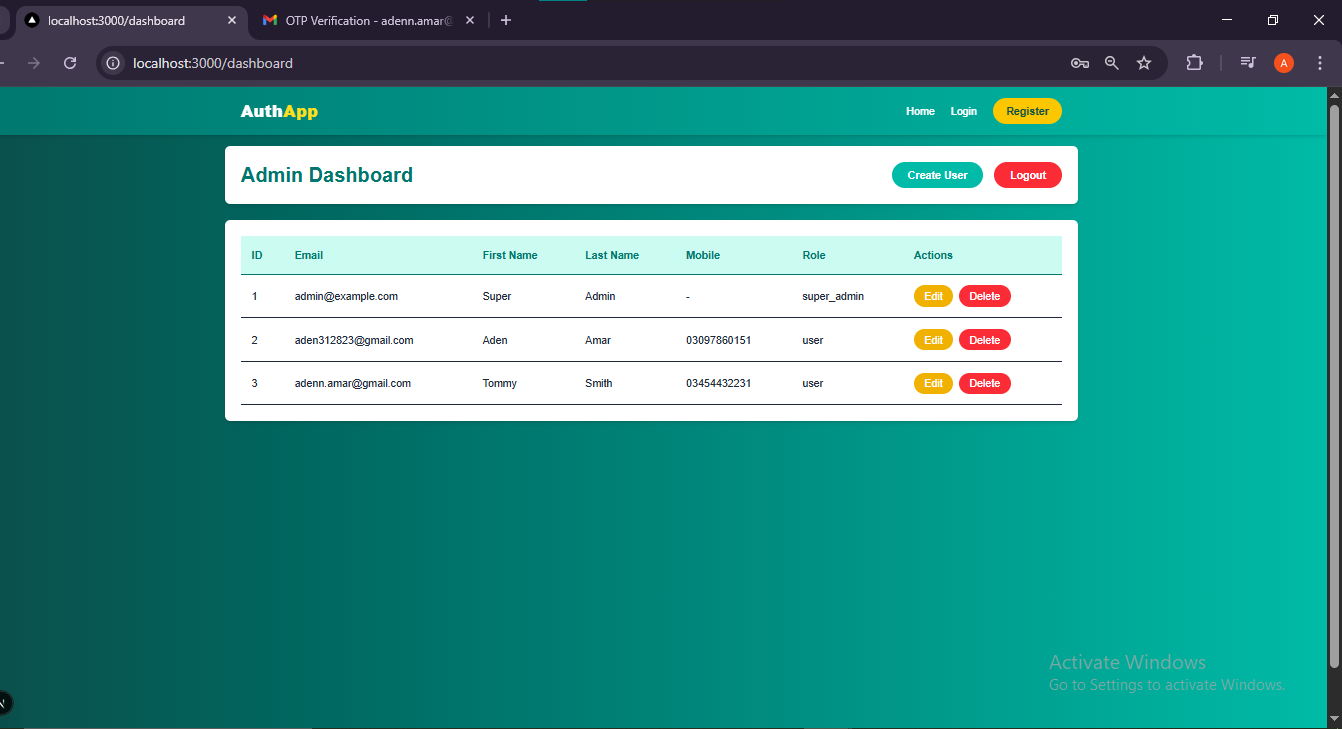 localhost:3000/dashboard
OTP Verification - adenn.amar@
localhost:3000/dashboard
A
AuthApp
Home Login Register
Admin Dashboard
Create User Logout
ID Email First Name Last Name Mobile Role Actions
1 admin@example.com Super Admin - super_admin Edit Delete
2 aden312823@gmail.com Aden Amar 03097860151 user Edit Delete
3 adenn.amar@gmail.com Tommy Smith 03454432231 user Edit Delete
Activate Windows
Go to Settings to activate Windows.